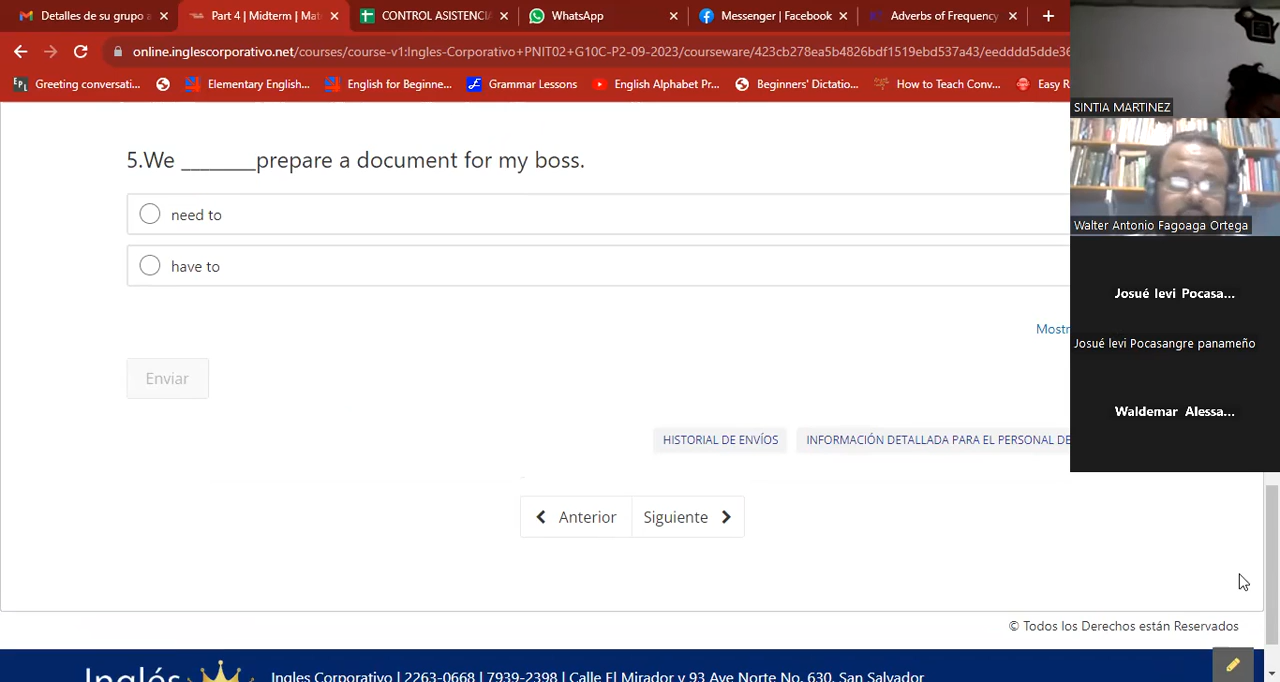 Detalles de su grupo a
Part 4 | Midterm | Mat
CONTROL ASISTENCIA
WhatsApp
Messenger | Facebook
Adverbs of Frequency
online.inglescorporativo.net/courses/course-v1:Ingles-Corporativo+PNIT02+G10C-P2-09-2023/courseware/423cb278ea5b4826bdf1519ebd537a43/eedddd5dde36
Greeting conversati...
Elementary English...
English for Beginne...
Grammar Lessons
English Alphabet Pr...
Beginners' Dictatio...
How to Teach Conv...
Easy R
SINTIA MARTINEZ
Walter Antonio Fagoaga Ortega
Josué levi Pocasa...
Josué levi Pocasangre panameño
Waldemar Alessa...
5.We ________prepare a document for my boss.
need to
have to
Mostr
Enviar
HISTORIAL DE ENVÍOS
INFORMACIÓN DETALLADA PARA EL PERSONAL DE
Anterior
Siguiente
© Todos los Derechos están Reservados
Inglés
Ingles Corporativo | 2263-0668 | 7939-2398 | Calle El Mirador y 93 Ave Norte No. 630, San Salvador